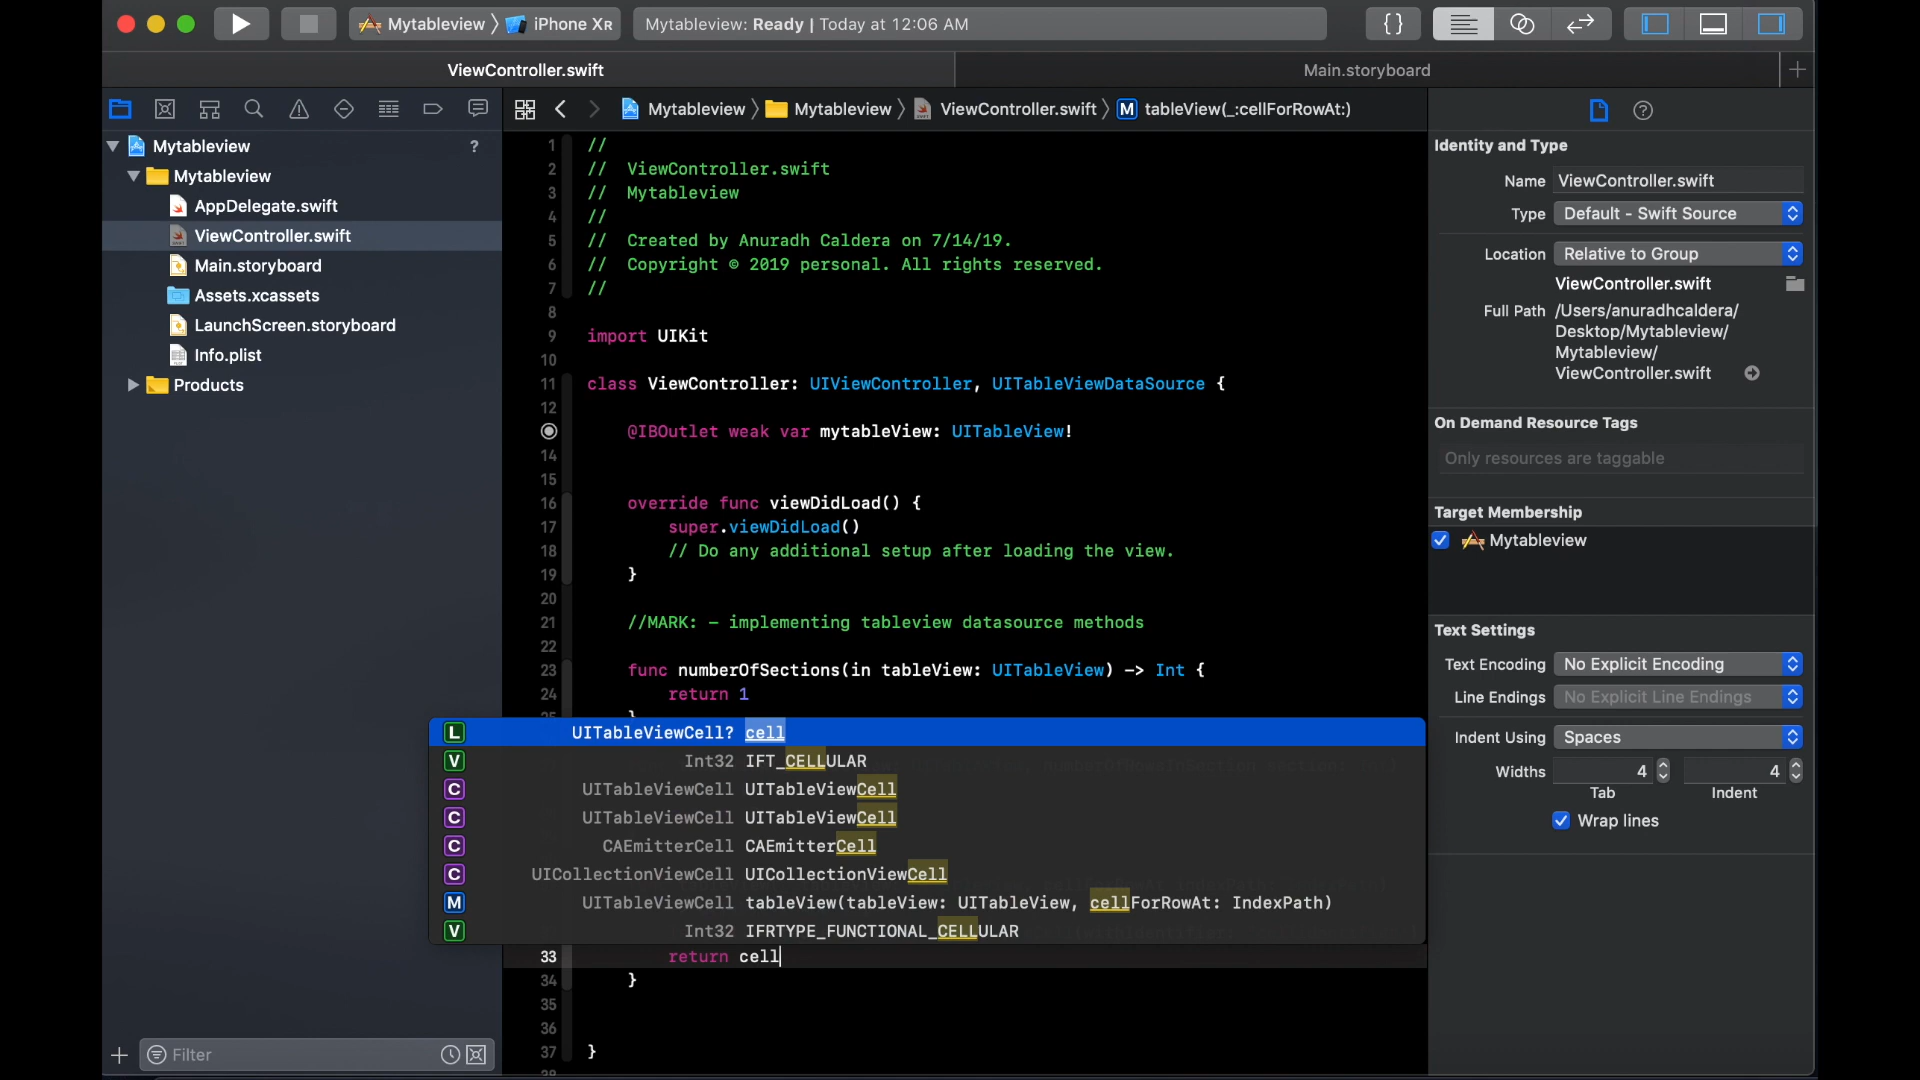 Mytableview 〉 iPhone XR
Mytableview: Ready | Today at 12:06 AM
{ }
ViewController.swift
Main.storyboard
Mytableview 〉 Mytableview 〉 ViewController.swift 〉 M tableView(_:cellForRowAt:)
Mytableview ?
Mytableview
AppDelegate.swift
ViewController.swift
Main.storyboard
Assets.xcassets
LaunchScreen.storyboard
Info.plist
Products
Filter
1 //
2 // ViewController.swift
3 // Mytableview
4 //
5 // Created by Anuradh Caldera on 7/14/19.
6 // Copyright © 2019 personal. All rights reserved.
7 //
8
9 import UIKit
10
11 class ViewController: UIViewController, UITableViewDataSource {
12
@IBOutlet weak var mytableView: UITableView!
14
15
16 override func viewDidLoad() {
17 super.viewDidLoad()
18 // Do any additional setup after loading the view.
19 }
20
21 //MARK: - implementing tableview datasource methods
22
23 func numberOfSections(in tableView: UITableView) -> Int {
24 return 1
L UITableViewCell? cell
V Int32 IFT_CELLULAR
C UITableViewCell UITableViewCell
C UITableViewCell UITableViewCell
C CAEmitterCell CAEmitterCell
C UICollectionViewCell UICollectionViewCell
M UITableViewCell tableView(tableView: UITableView, cellForRowAt: IndexPath)
V Int32 IFRTYPE_FUNCTIONAL_CELLULAR
33 return cell
34 }
35
36
37 }
Identity and Type
Name ViewController.swift
Type Default - Swift Source
Location Relative to Group
ViewController.swift
Full Path /Users/anuradhcaldera/
Desktop/Mytableview/
Mytableview/
ViewController.swift
On Demand Resource Tags
Only resources are taggable
Target Membership
Mytableview
Text Settings
Text Encoding No Explicit Encoding
Line Endings No Explicit Line Endings
Indent Using Spaces
Widths 4 4
Tab Indent
Wrap lines